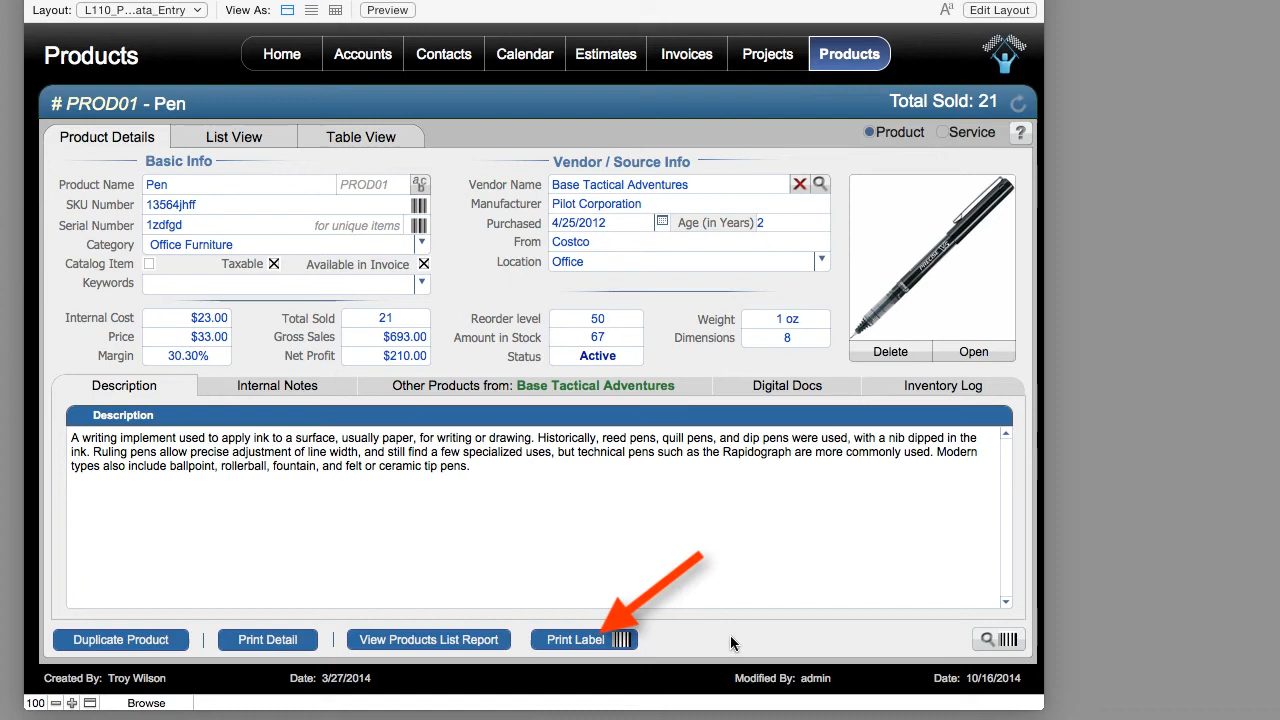 Layout: L110_P...ata_Entry View As: Preview Aa Edit Layout
Products Home Accounts Contacts Calendar Estimates Invoices Projects Products
# PROD01 - Pen Total Sold: 21
Product Details List View Table View Product Service ?
Basic Info Vendor / Source Info
Product Name Pen PROD01 Vendor Name Base Tactical Adventures
SKU Number 13564jhff Manufacturer Pilot Corporation
Serial Number 1zdfgd for unique items Purchased 4/25/2012 Age (in Years) 2
Category Office Furniture From Costco
Catalog Item Taxable Available in Invoice Location Office
Keywords
Internal Cost $23.00 Total Sold 21 Reorder level 50 Weight 1 oz
Price $33.00 Gross Sales $693.00 Amount in Stock 67 Dimensions 8
Margin 30.30% Net Profit $210.00 Status Active Delete Open
Description Internal Notes Other Products from: Base Tactical Adventures Digital Docs Inventory Log
Description
A writing implement used to apply ink to a surface, usually paper, for writing or drawing. Historically, reed pens, quill pens, and dip pens were used, with a nib dipped in the
ink. Ruling pens allow precise adjustment of line width, and still find a few specialized uses, but technical pens such as the Rapidograph are more commonly used. Modern
types also include ballpoint, rollerball, fountain, and felt or ceramic tip pens.
Duplicate Product Print Detail View Products List Report Print Label
Created By: Troy Wilson Date: 3/27/2014 Modified By: admin Date: 10/16/2014
100 Browse